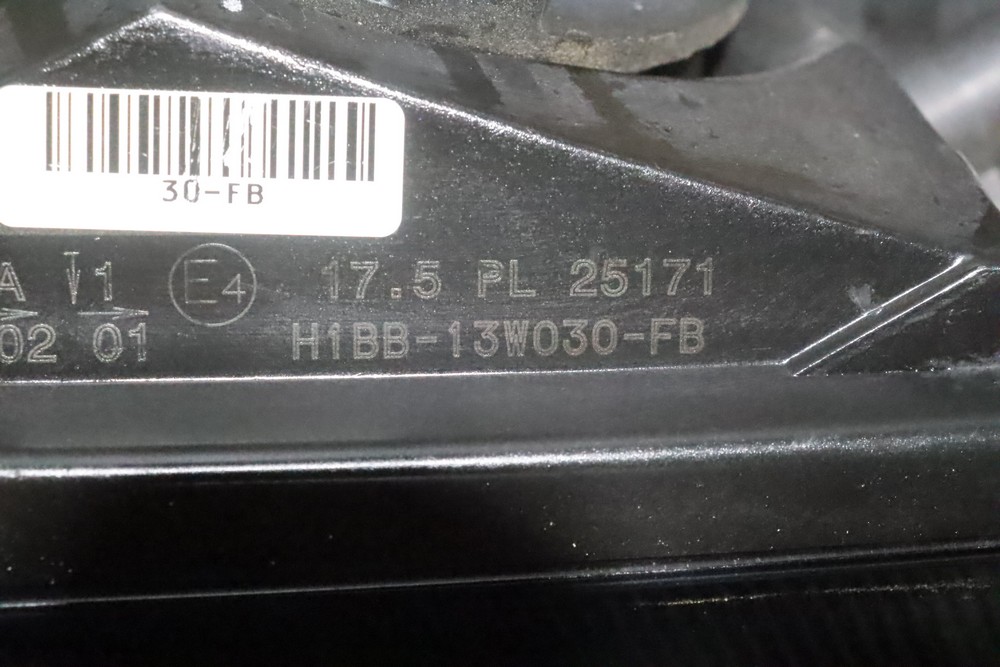 30-FB
A 1 E4 17.5 PL 25171
02 01 H1BB-13W030-FB